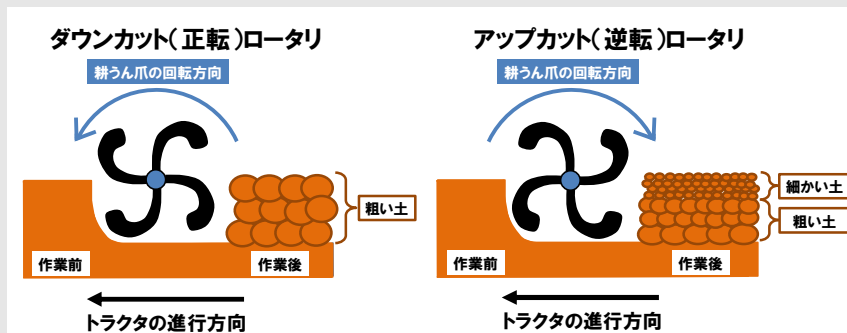 ダウンカット(正転)ロータリ
耕うん爪の回転方向
粗い土
作業前
作業後
トラクタの進行方向
アップカット(逆転)ロータリ
耕うん爪の回転方向
細かい土
粗い土
作業前
作業後
トラクタの進行方向